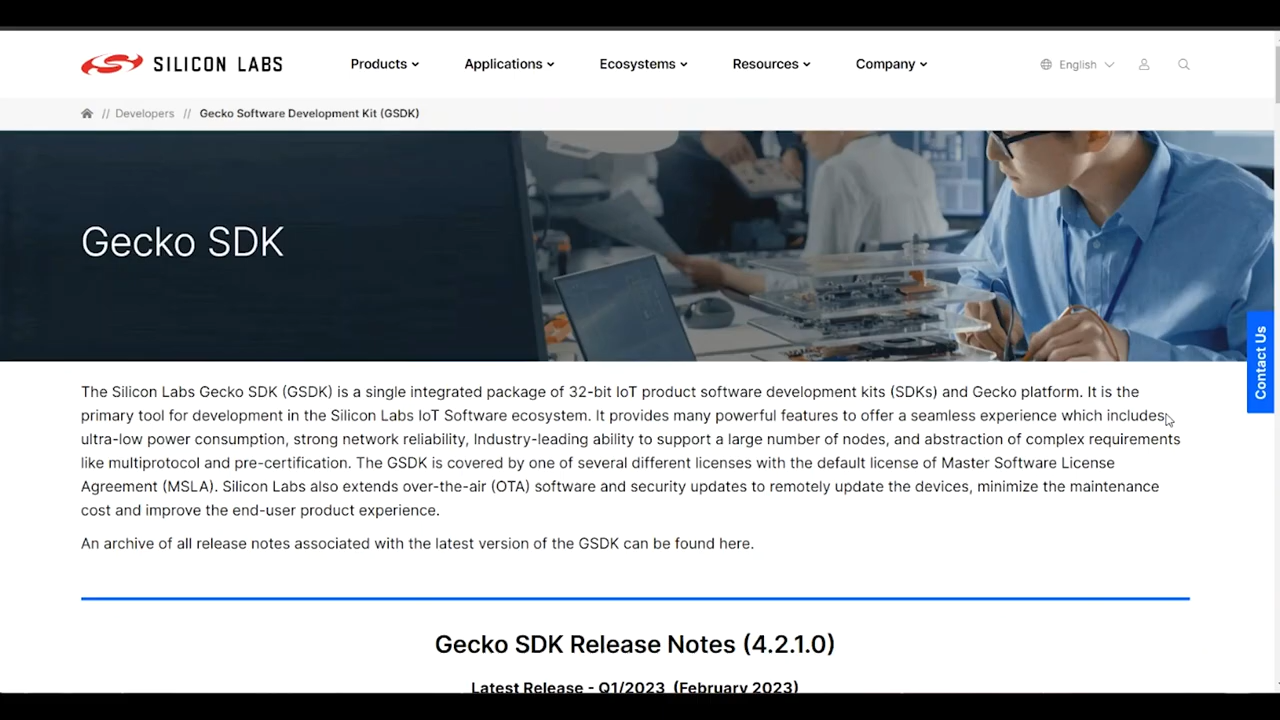 SILICON LABS
Products
Applications
Ecosystems
Resources
Company
English
// Developers // Gecko Software Development Kit (GSDK)
Gecko SDK
Contact Us
The Silicon Labs Gecko SDK (GSDK) is a single integrated package of 32-bit IoT product software development kits (SDKs) and Gecko platform. It is the
primary tool for development in the Silicon Labs IoT Software ecosystem. It provides many powerful features to offer a seamless experience which includes,
ultra-low power consumption, strong network reliability, Industry-leading ability to support a large number of nodes, and abstraction of complex requirements
like multiprotocol and pre-certification. The GSDK is covered by one of several different licenses with the default license of Master Software License
Agreement (MSLA). Silicon Labs also extends over-the-air (OTA) software and security updates to remotely update the devices, minimize the maintenance
cost and improve the end-user product experience.
An archive of all release notes associated with the latest version of the GSDK can be found here.
Gecko SDK Release Notes (4.2.1.0)
Latest Release - Q1/2023 (February 2023)